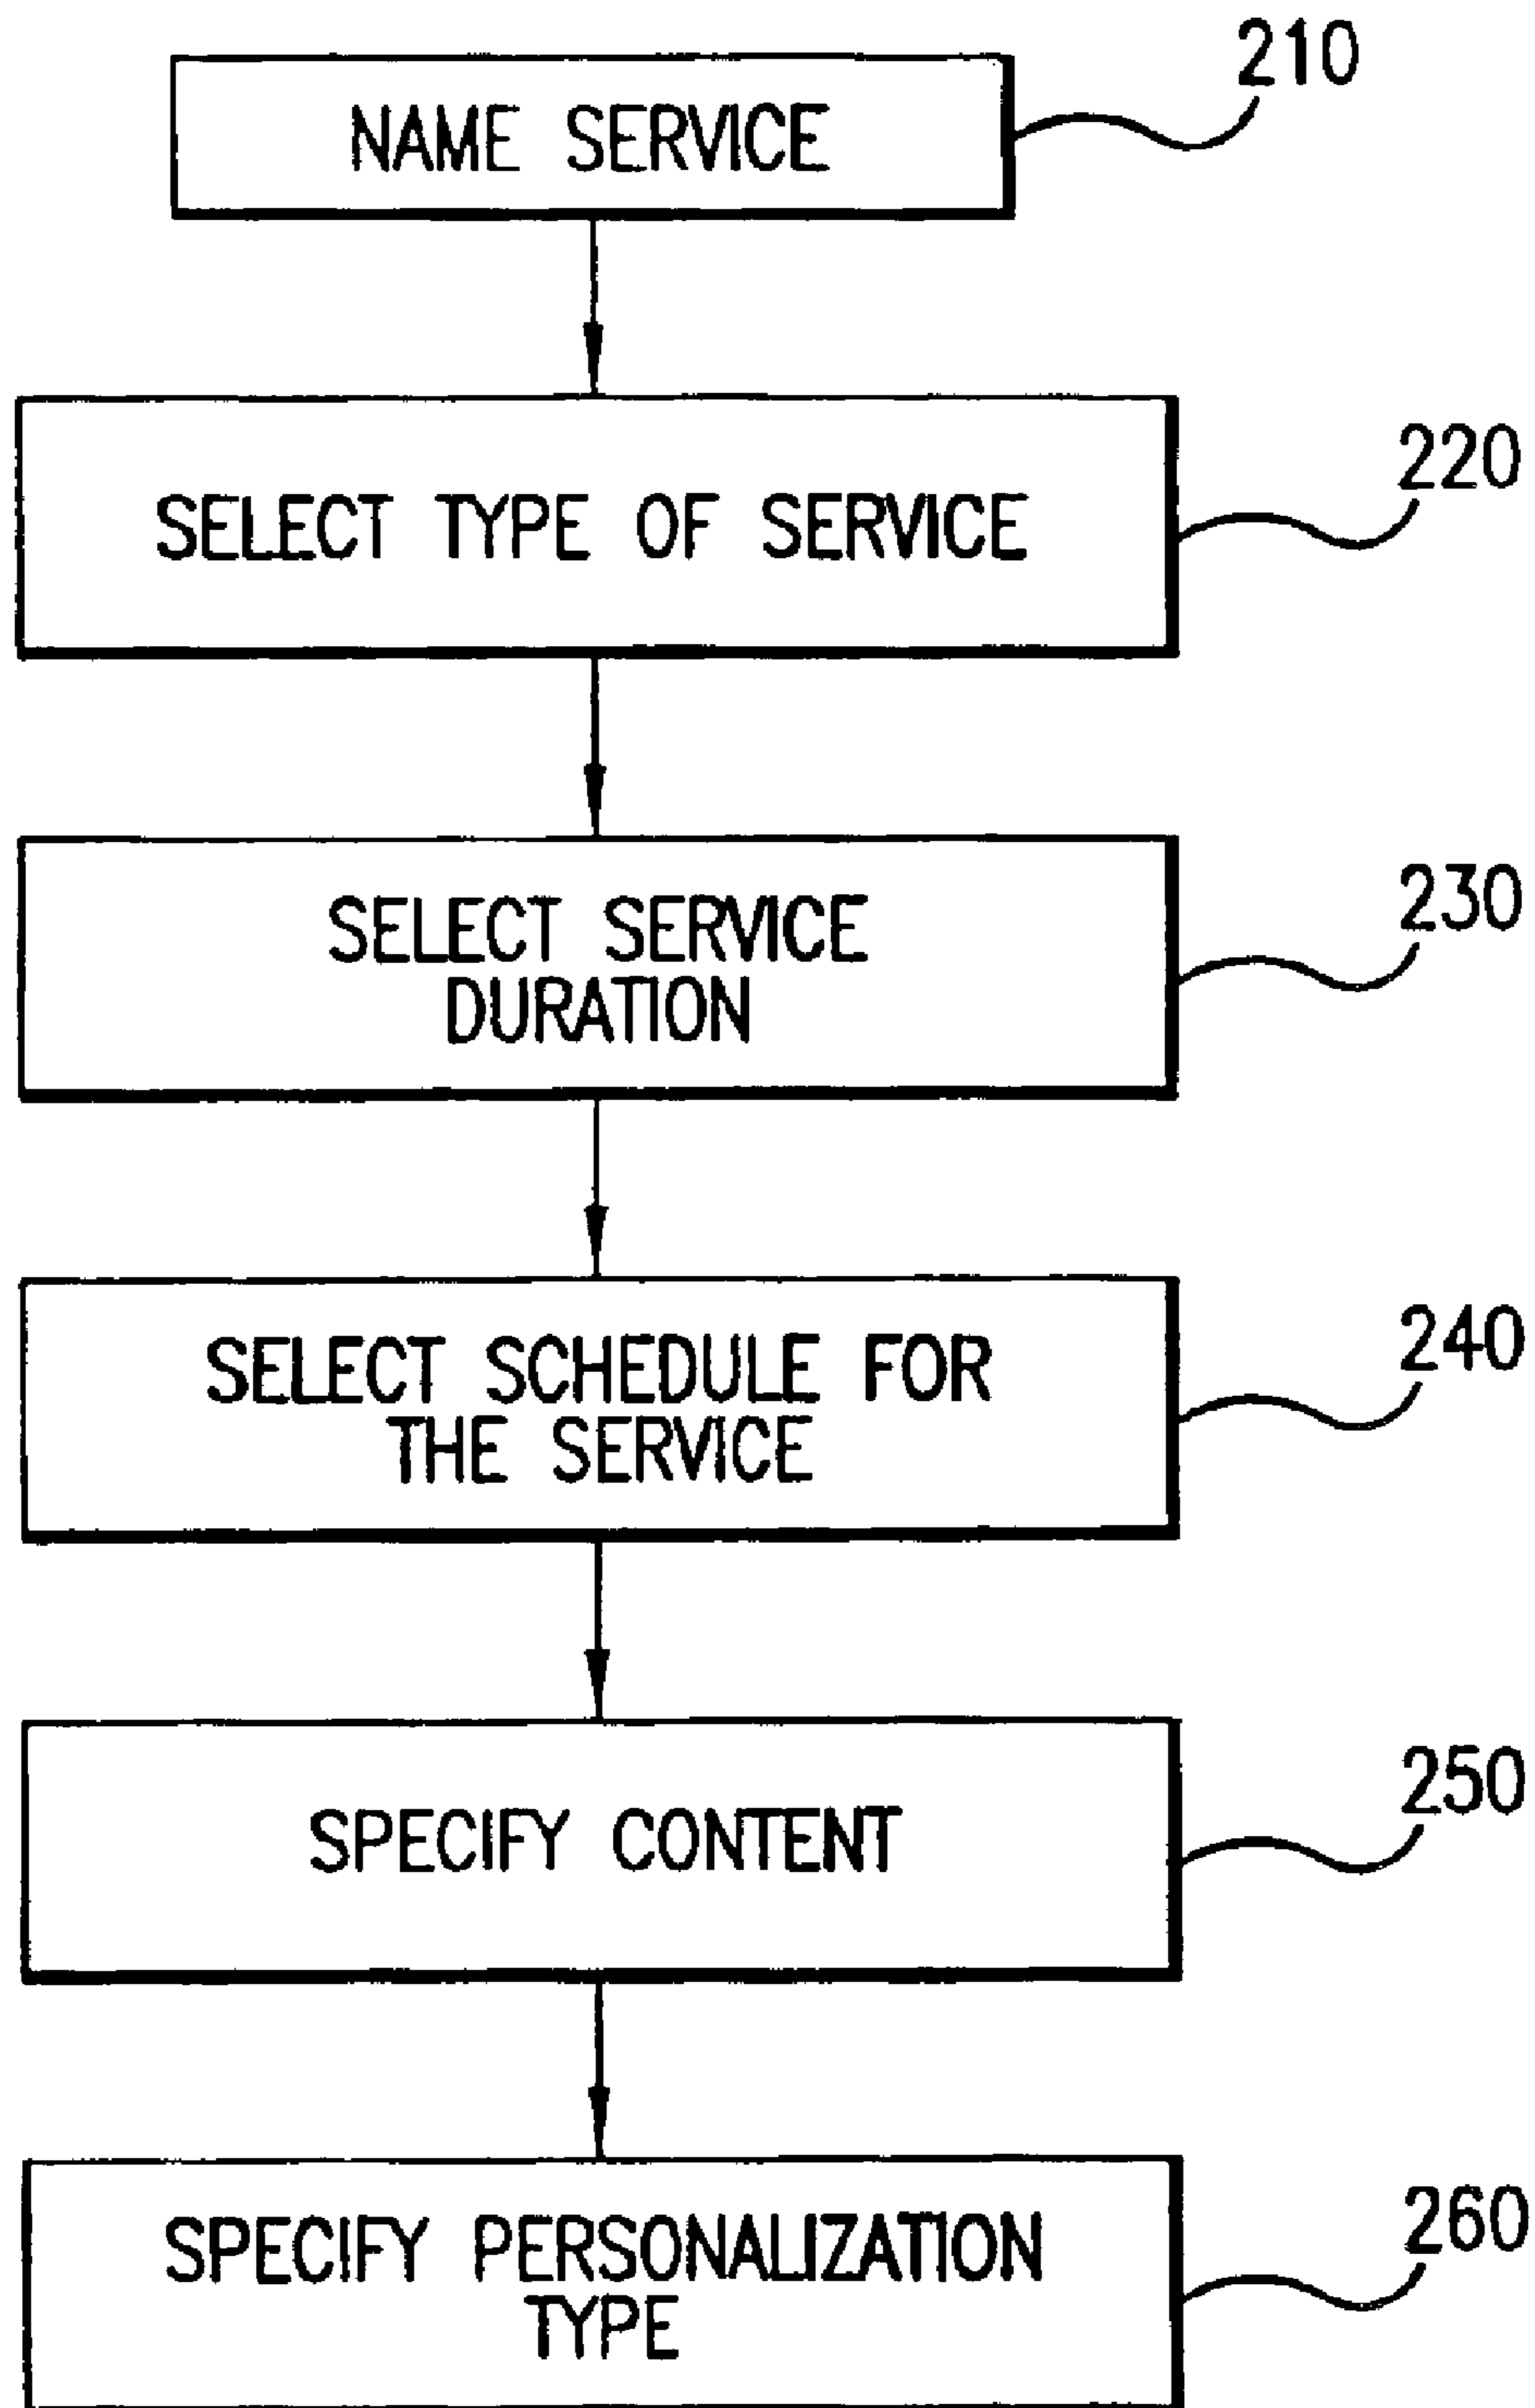 210
NAME SERVICE
220
SELECT TYPE OF SERVICE
230
SELECT SERVICE
DURATION
240
SELECT SCHEDULE FOR
THE SERVICE
250
SPECIFY CONTENT
260
SPECIFY PERSONALIZATION
TYPE